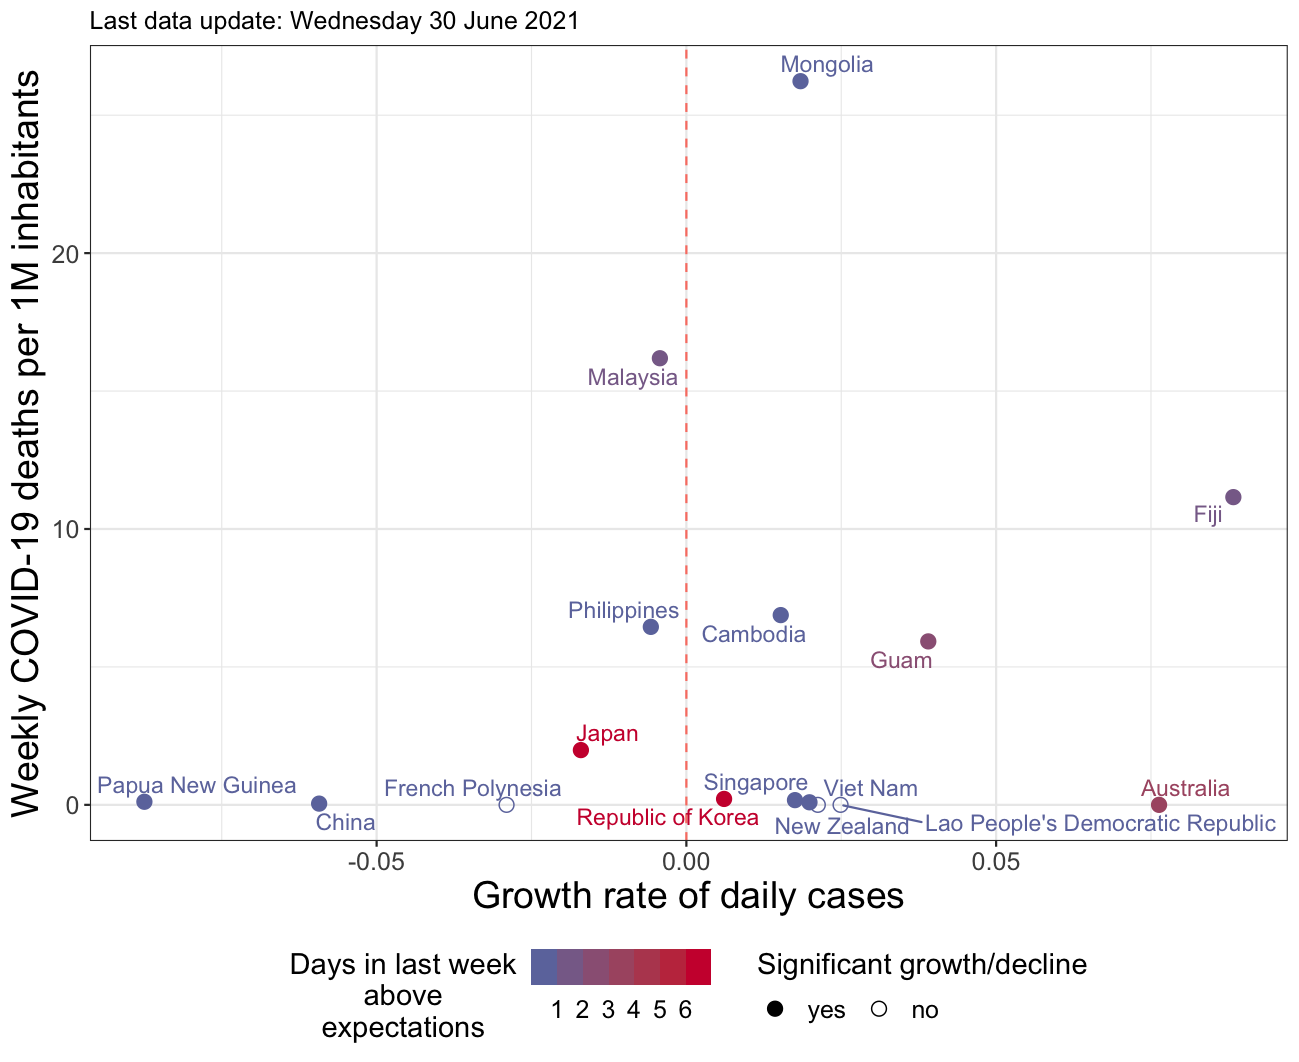 Last data update: Wednesday 30 June 2021
Weekly COVID-19 deaths per 1M inhabitants
Mongolia
20
Malaysia
10
Fiji
Philippines
Cambodia
Guam
Japan
Papua New Guinea
French Polynesia
Singapore
Viet Nam
Australia
0
China
Republic of Korea
New Zealand
Lao People's Democratic Republic
-0.05
0.00
0.05
Growth rate of daily cases
Days in last week
above
expectations
1 2 3 4 5 6
Significant growth/decline
yes
no